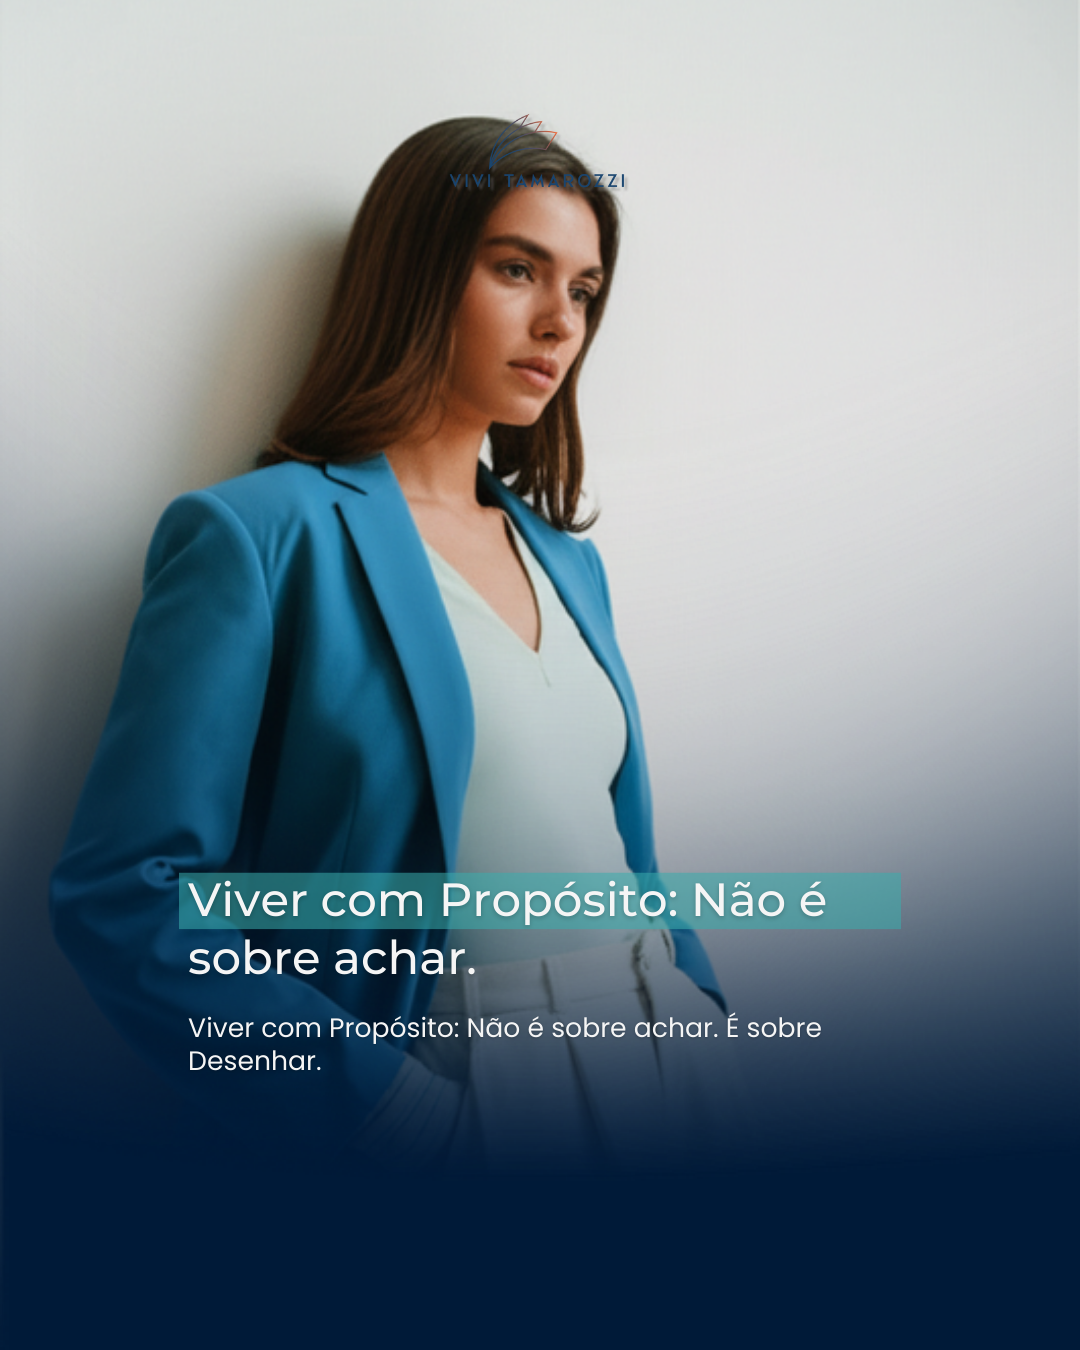 VIVI TAMAROZZI
Viver com Propósito: Não é
sobre achar.
Viver com Propósito: Não é sobre achar. É sobre
Desenhar.